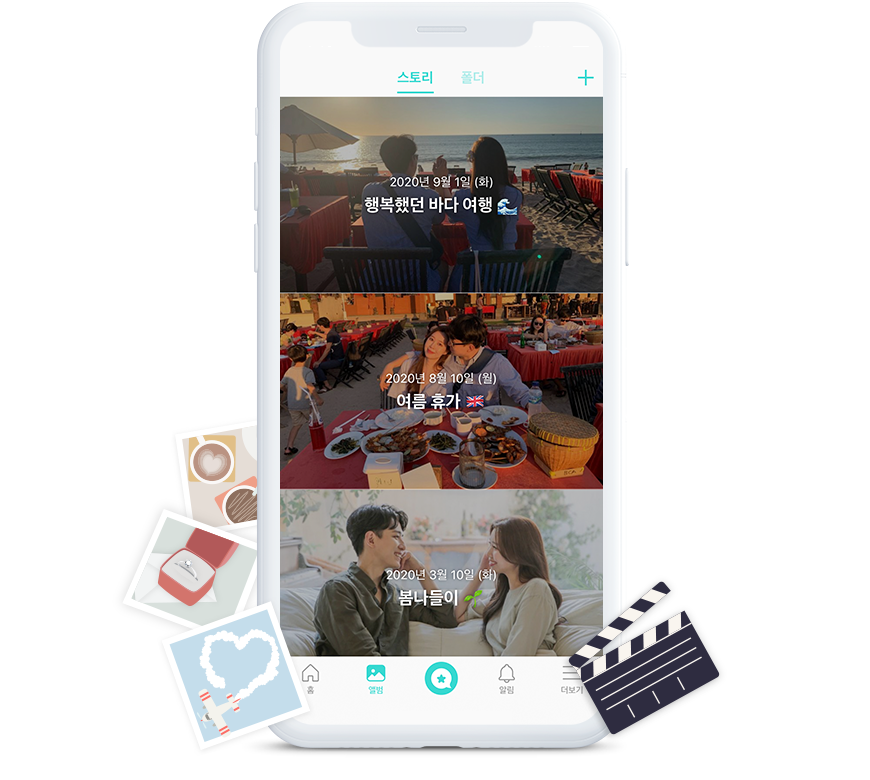 스토리 폴더
2020년 9월 1일 (화)
행복했던 바다 여행 🌊
2020년 8월 10일 (월)
여름 휴가 🇬🇧
2020년 3월 10일 (화)
봄나들이 🌱
홈 앨범 알림 더보기